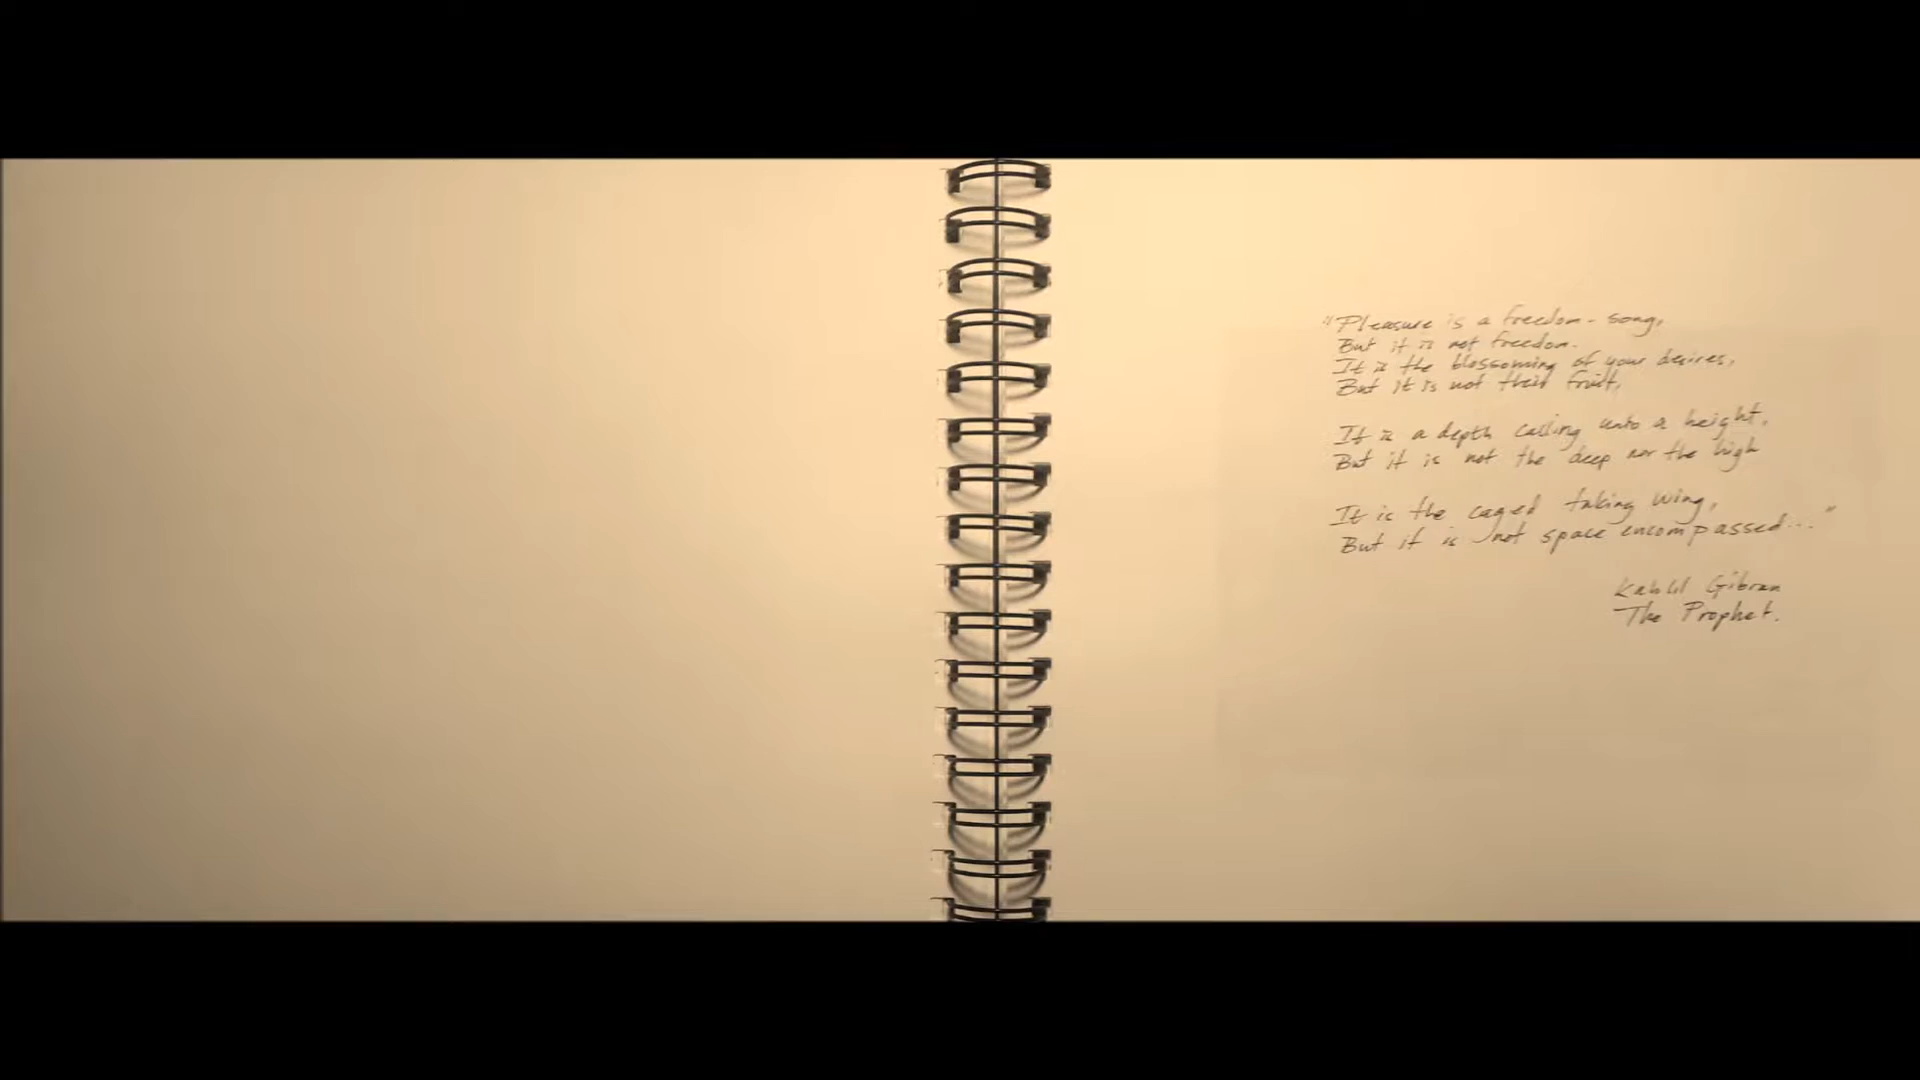 "Pleasure is a freedom-song,
But it is not freedom.
It is the blossoming of your desires,
But it is not their fruit,
It is a depth calling unto a height,
But it is not the deep nor the high
It is the caged taking wing,
But it is not space encompassed..."
Kahlil Gibran
The Prophet.